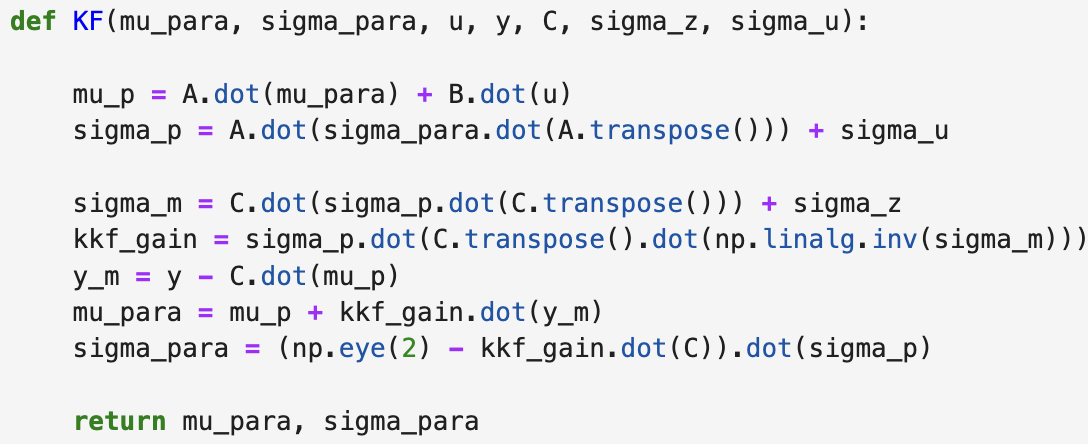 def KF(mu_para, sigma_para, u, y, C, sigma_z, sigma_u):
    mu_p = A.dot(mu_para) + B.dot(u)
    sigma_p = A.dot(sigma_para.dot(A.transpose())) + sigma_u
    sigma_m = C.dot(sigma_p.dot(C.transpose())) + sigma_z
    kkf_gain = sigma_p.dot(C.transpose().dot(np.linalg.inv(sigma_m)))
    y_m = y - C.dot(mu_p)
    mu_para = mu_p + kkf_gain.dot(y_m)
    sigma_para = (np.eye(2) - kkf_gain.dot(C)).dot(sigma_p)
    return mu_para, sigma_para